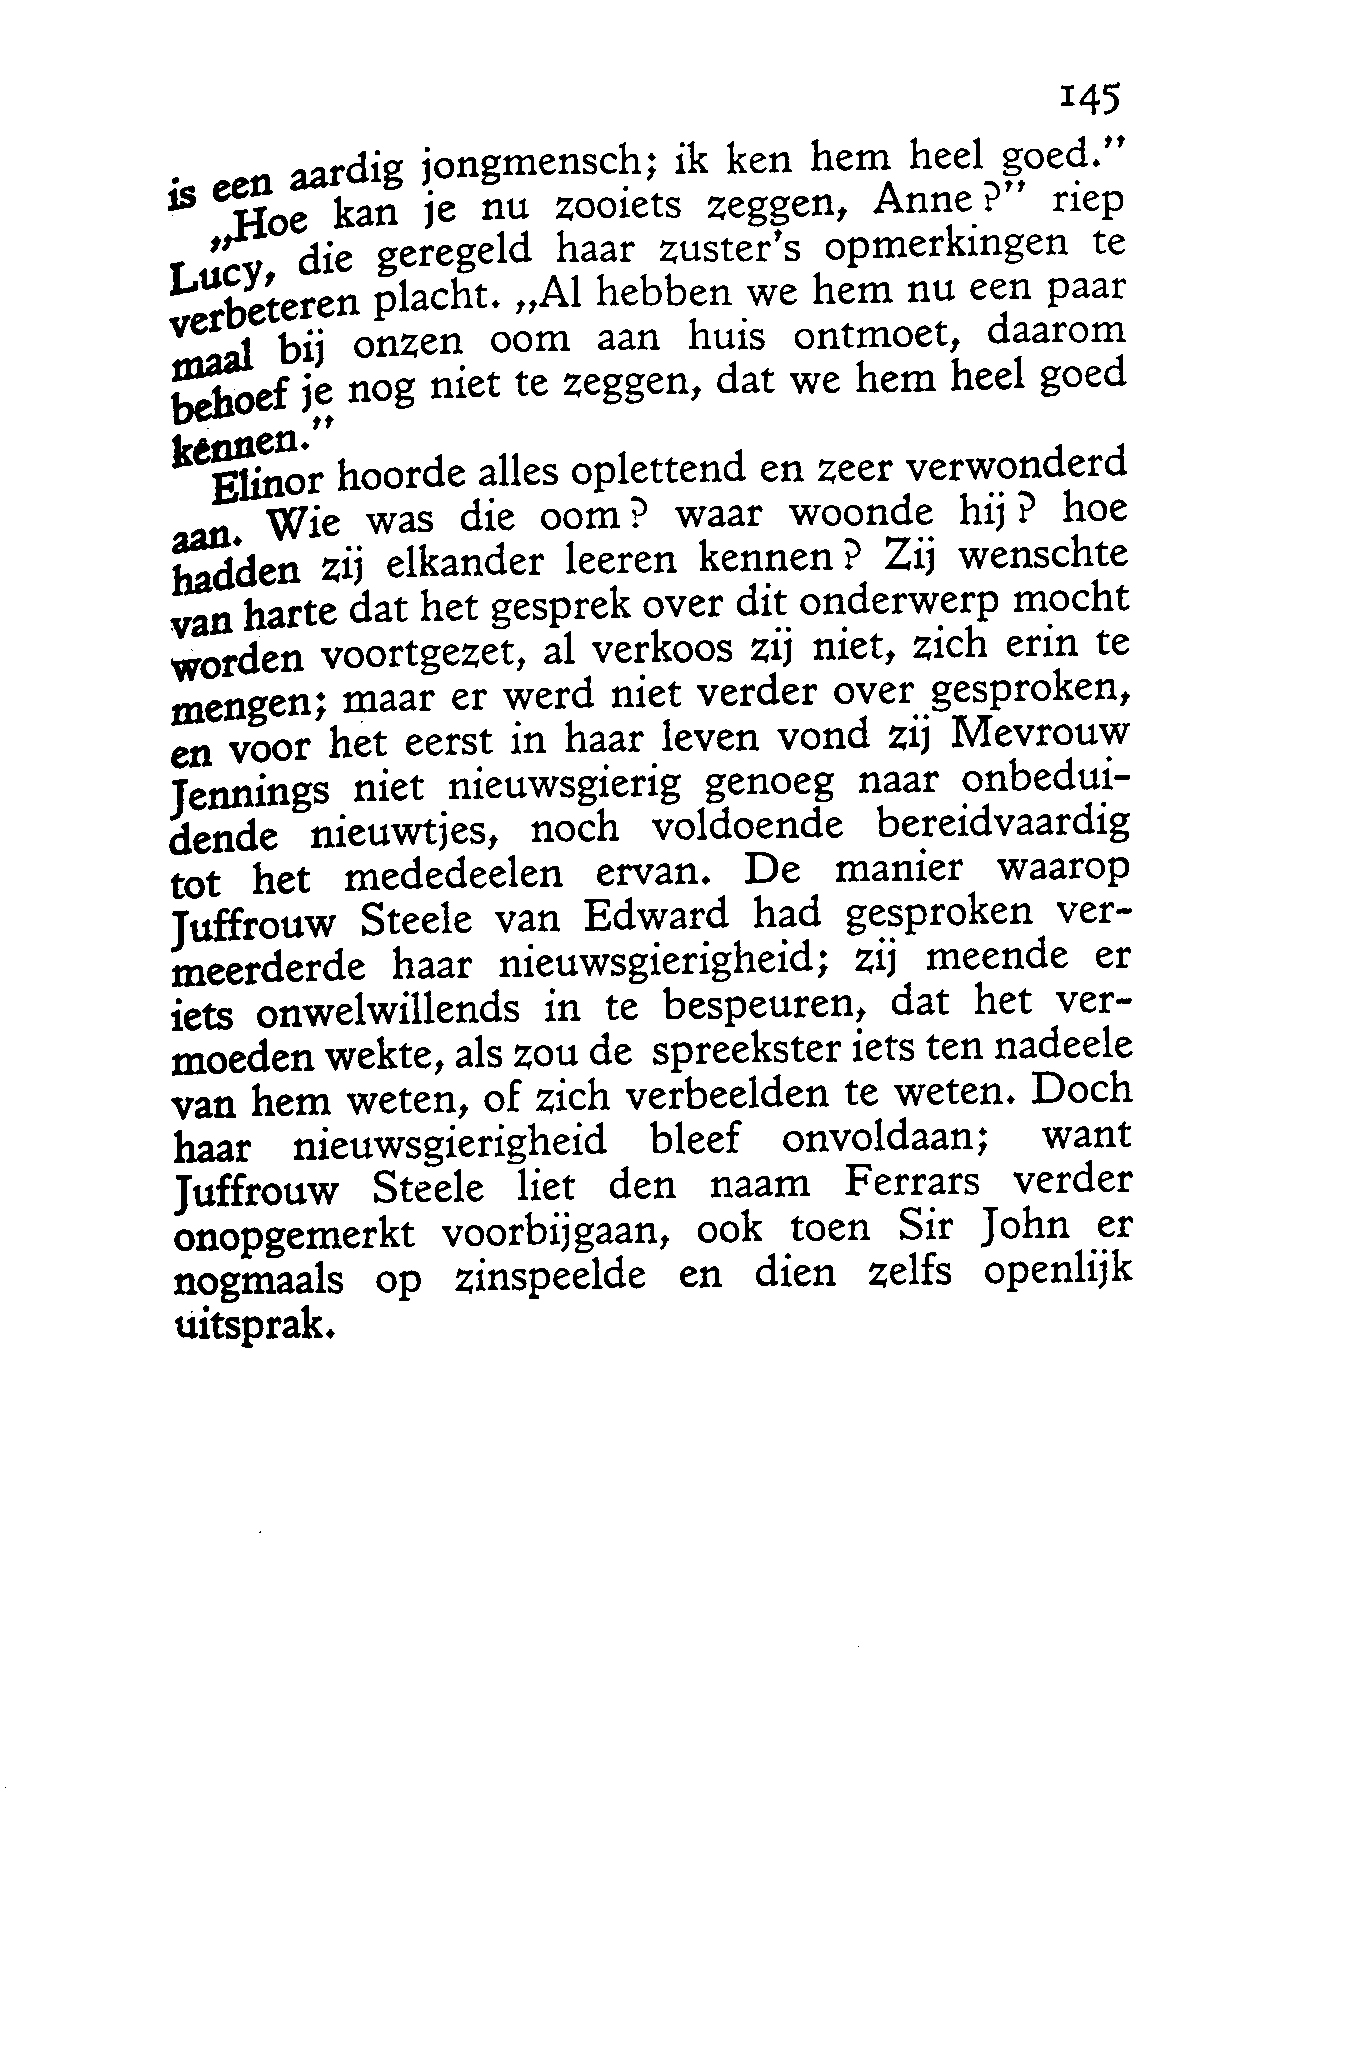 145
is een aardig jongmensch; ik ken hem heel goed."
„Hoe kan je nu zooiets zeggen, Anne?" riep
Lucy, die geregeld haar zuster's opmerkingen te
verbeteren placht. „Al hebben we hem nu een paar
maal bij onzen oom aan huis ontmoet, daarom
behoef je nog niet te zeggen, dat we hem heel goed
kennen."
Elinor hoorde alles oplettend en zeer verwonderd
aan. Wie was die oom? waar woonde hij? hoe
hadden zij elkander leeren kennen? Zij wenschte
van harte dat het gesprek over dit onderwerp mocht
worden voortgezet, al verkoos zij niet, zich erin te
mengen; maar er werd niet verder over gesproken,
en voor het eerst in haar leven vond zij Mevrouw
Jennings niet nieuwsgierig genoeg naar onbedui-
dende nieuwtjes, noch voldoende bereidvaardig
tot het mededeelen ervan. De manier waarop
Juffrouw Steele van Edward had gesproken ver-
meerderde haar nieuwsgierigheid; zij meende er
iets onwelwillends in te bespeuren, dat het ver-
moeden wekte, als zou de spreekster iets ten nadeele
van hem weten, of zich verbeelden te weten. Doch
haar nieuwsgierigheid bleef onvoldaan; want
Juffrouw Steele liet den naam Ferrars verder
onopgemerkt voorbijgaan, ook toen Sir John er
nogmaals op zinspeelde en dien zelfs openlijk
uitsprak.